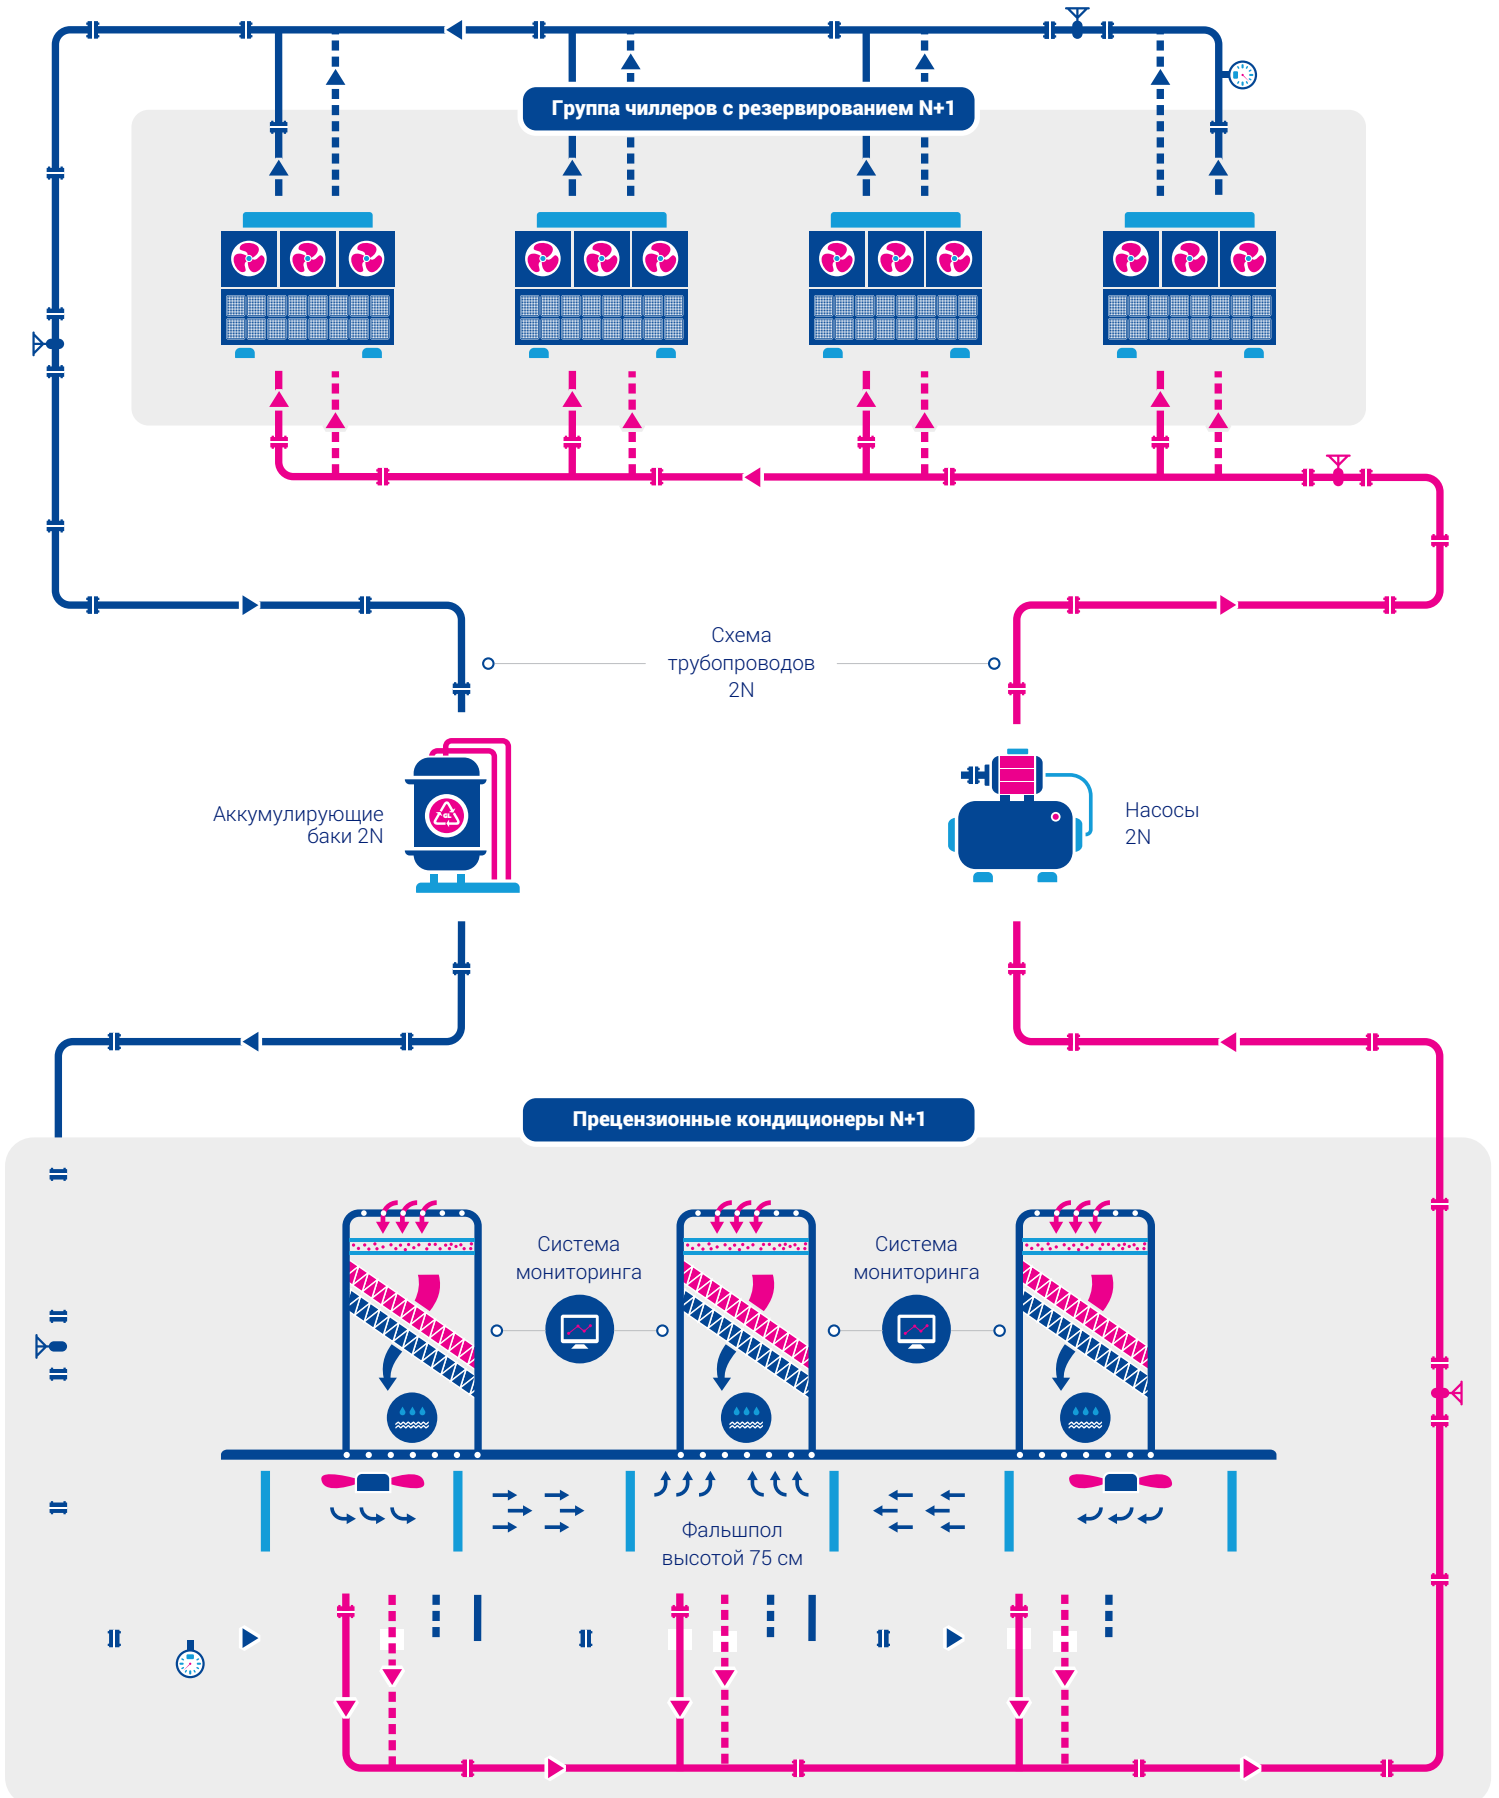 Группа чиллеров с резервированием N+1
Схема
трубопроводов
2N
Аккумулирующие
баки 2N
Насосы
2N
Прецензионные кондиционеры N+1
Система
мониторинга
Система
мониторинга
Фальшпол
высотой 75 см